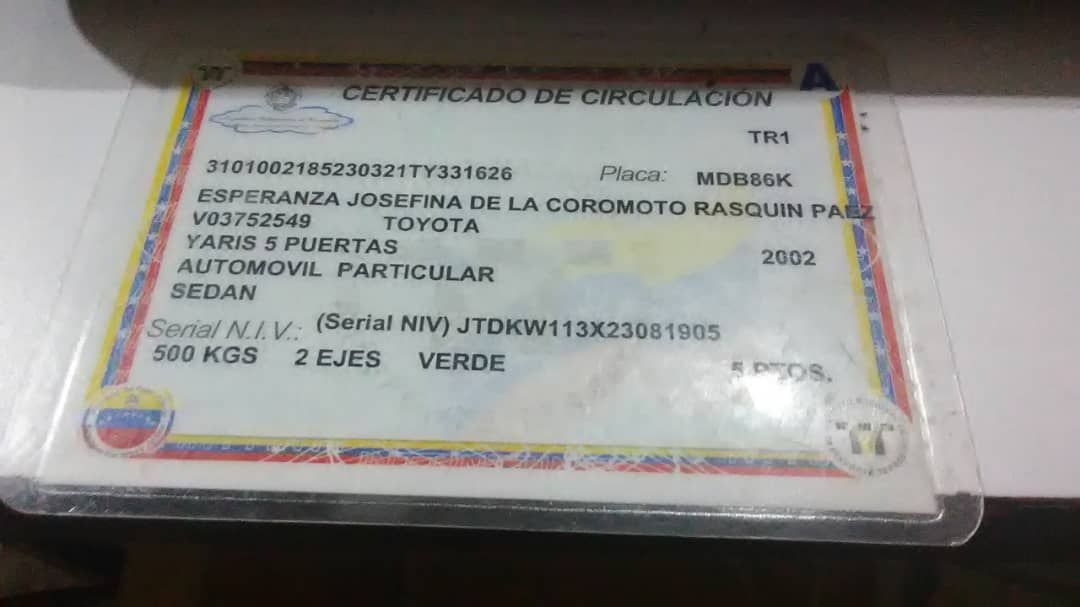 A
CERTIFICADO DE CIRCULACIÓN
TR1
3101002185230321TY331626 Placa: MDB86K
ESPERANZA JOSEFINA DE LA COROMOTO RASQUIN PAEZ
V03752549 TOYOTA
YARIS 5 PUERTAS 2002
AUTOMOVIL PARTICULAR
SEDAN
Serial N.I.V.: (Serial NIV) JTDKW113X23081905
500 KGS 2 EJES VERDE 5 PTOS.